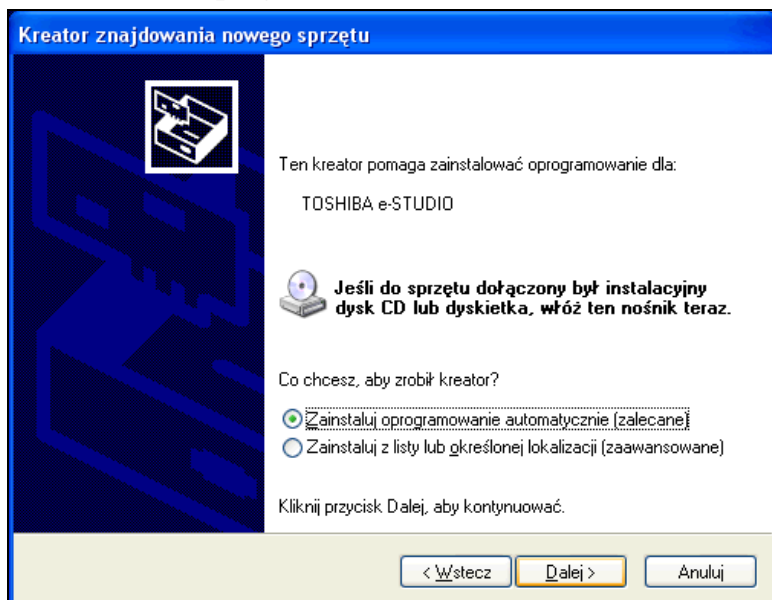 Kreator znajdowania nowego sprzętu
Ten kreator pomaga zainstalować oprogramowanie dla:
TOSHIBA e-STUDIO
Jeśli do sprzętu dołączony był instalacyjny
dysk CD lub dyskietka, włóż ten nośnik teraz.
Co chcesz, aby zrobił kreator?
Zainstaluj oprogramowanie automatycznie (zalecane)
Zainstaluj z listy lub określonej lokalizacji (zaawansowane)
Kliknij przycisk Dalej, aby kontynuować.
< Wstecz Dalej > Anuluj